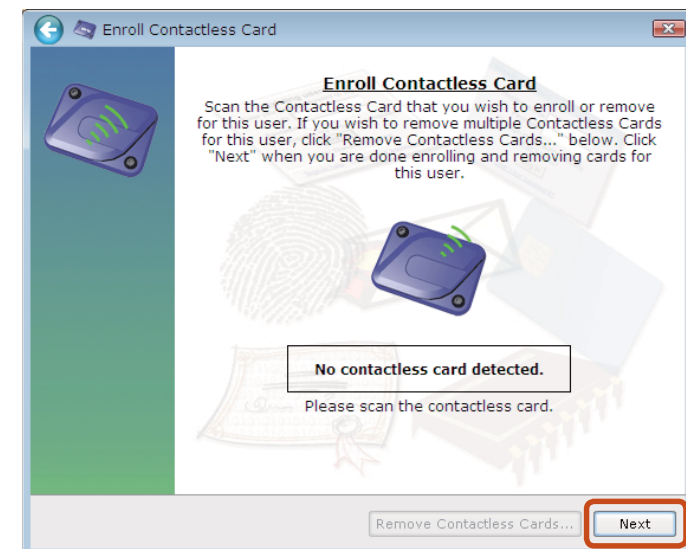 Enroll Contactless Card
Enroll Contactless Card
Scan the Contactless Card that you wish to enroll or remove
for this user. If you wish to remove multiple Contactless Cards
for this user, click "Remove Contactless Cards..." below. Click
"Next" when you are done enrolling and removing cards for
this user.
No contactless card detected.
Please scan the contactless card.
Remove Contactless Cards...
Next